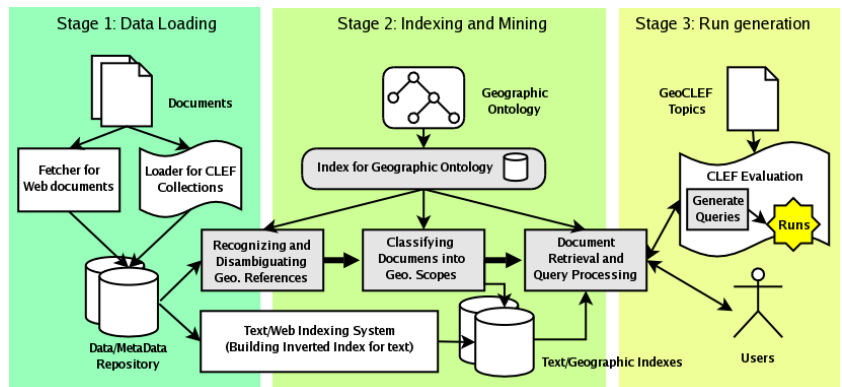 Stage 1: Data Loading
Stage 2: Indexing and Mining
Stage 3: Run generation
Documents
Fetcher for
Web documents
Loader for CLEF
Collections
Data/MetaData
Repository
Geographic
Ontology
Index for Geographic Ontology
Recognizing and
Disambiguating
Geo. References
Classifying
Documens into
Geo. Scopes
Document
Retrieval and
Query Processing
Text/Web Indexing System
(Building Inverted Index for text)
Text/Geographic Indexes
GeoCLEF
Topics
CLEF Evaluation
Generate
Queries
Runs
Users